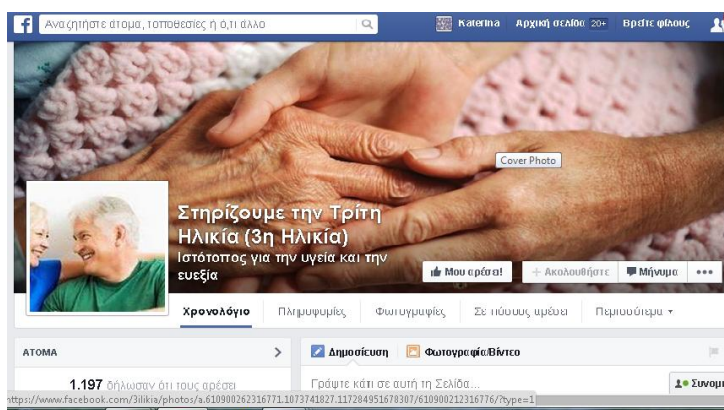 Αναζητήστε άτομα, τοποθεσίες ή ό,τι άλλο
Katerina Αρχική σελίδα 20+ Βρείτε φίλους
Cover Photo
Στηρίζουμε την Τρίτη
Ηλικία (3η Ηλικία)
Ιστότοπος για την υγεία και την
ευεξία
Μου αρέσει! + Ακολουθήστε Μήνυμα •••
Χρονολόγιο Πληροφορίες Φωτογραφίες Σε πόσους αρέσει Περισσότερα
ΑΤΟΜΑ
Δημοσίευση Φωτογραφία/Βίντεο
1.197 δήλωσαν ότι τους αρέσει
Γράψτε κάτι σε αυτή τη Σελίδα...
Συνομι
https://www.facebook.com/3ilikia/photos/a.610900262316771.1073741827.117284951678307/610900212316776/?type=1